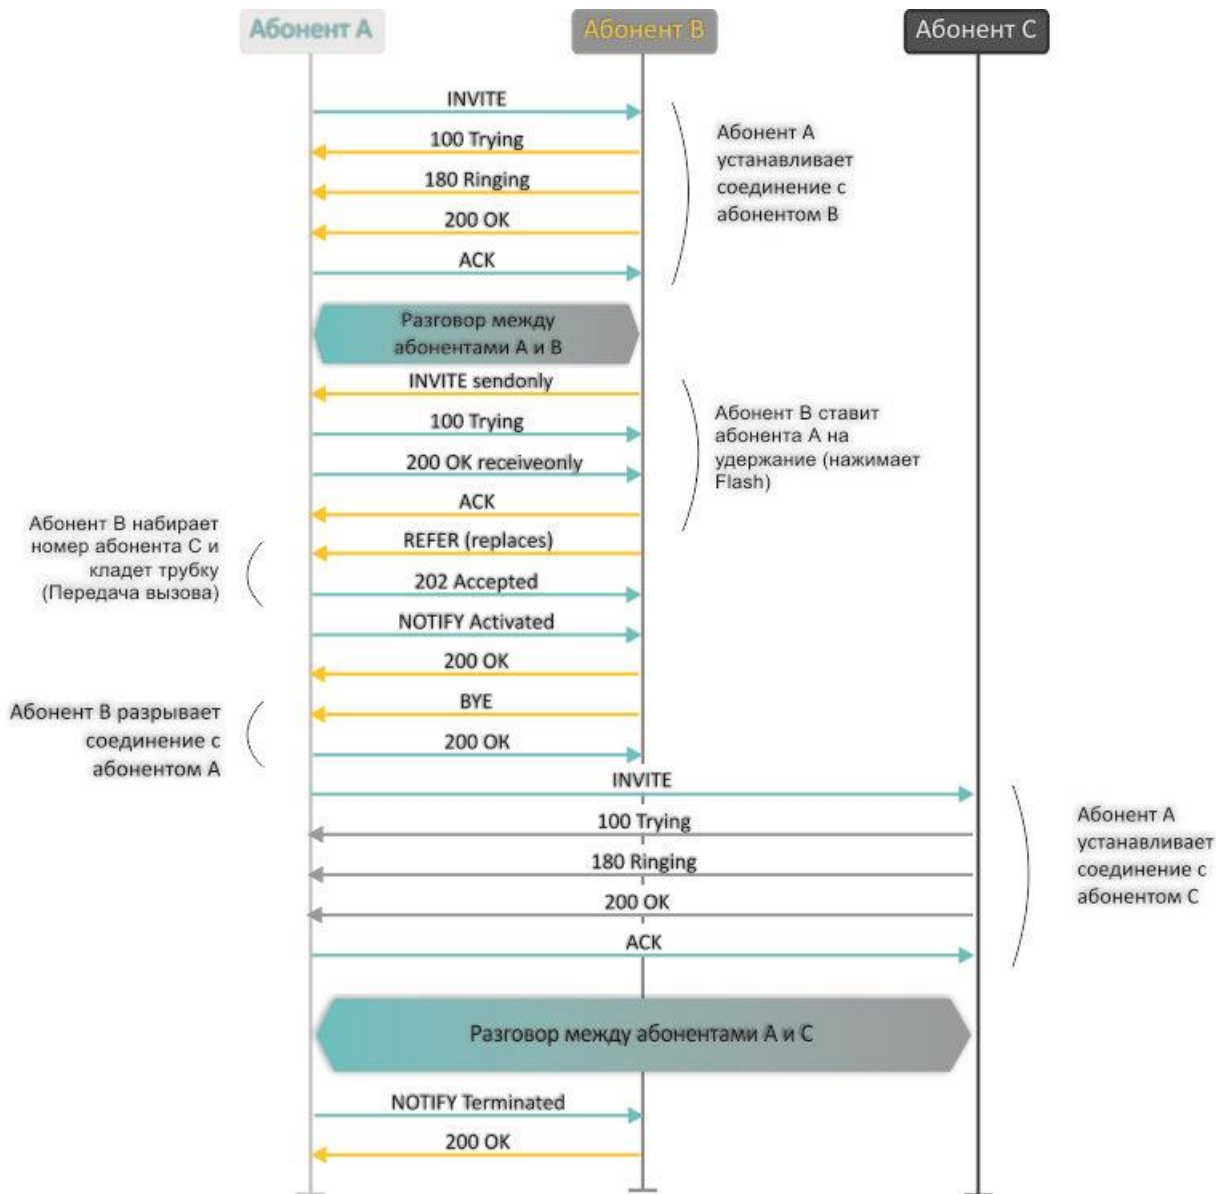 Абонент A
Абонент B
Абонент C
INVITE
100 Trying
180 Ringing
200 OK
ACK
Абонент A
устанавливает
соединение с
абонентом B
Разговор между
абонентами A и B
INVITE sendonly
100 Trying
200 OK receiveonly
ACK
Абонент B ставит
абонента A на
удержание (нажимает
Flash)
Абонент B набирает
номер абонента C и
кладет трубку
(Передача вызова)
REFER (replaces)
202 Accepted
NOTIFY Activated
200 OK
Абонент B разрывает
соединение с
абонентом A
BYE
200 OK
INVITE
100 Trying
180 Ringing
200 OK
ACK
Абонент A
устанавливает
соединение с
абонентом C
Разговор между абонентами A и C
NOTIFY Terminated
200 OK